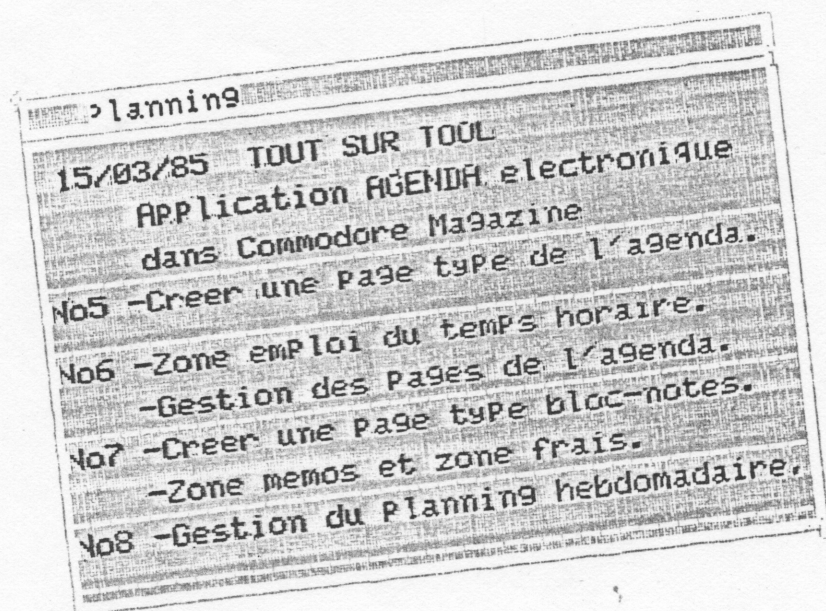 Planning
15/03/85 TOUT SUR TOOL
Application AGENDA electronique
dans Commodore Magazine
No5 -Creer une page type de l'agenda.
No6 -Zone emploi du temps horaire.
-Gestion des pages de l'agenda.
No7 -Creer une page type bloc-notes.
-Zone memos et zone frais.
No8 -Gestion du planning hebdomadaire.